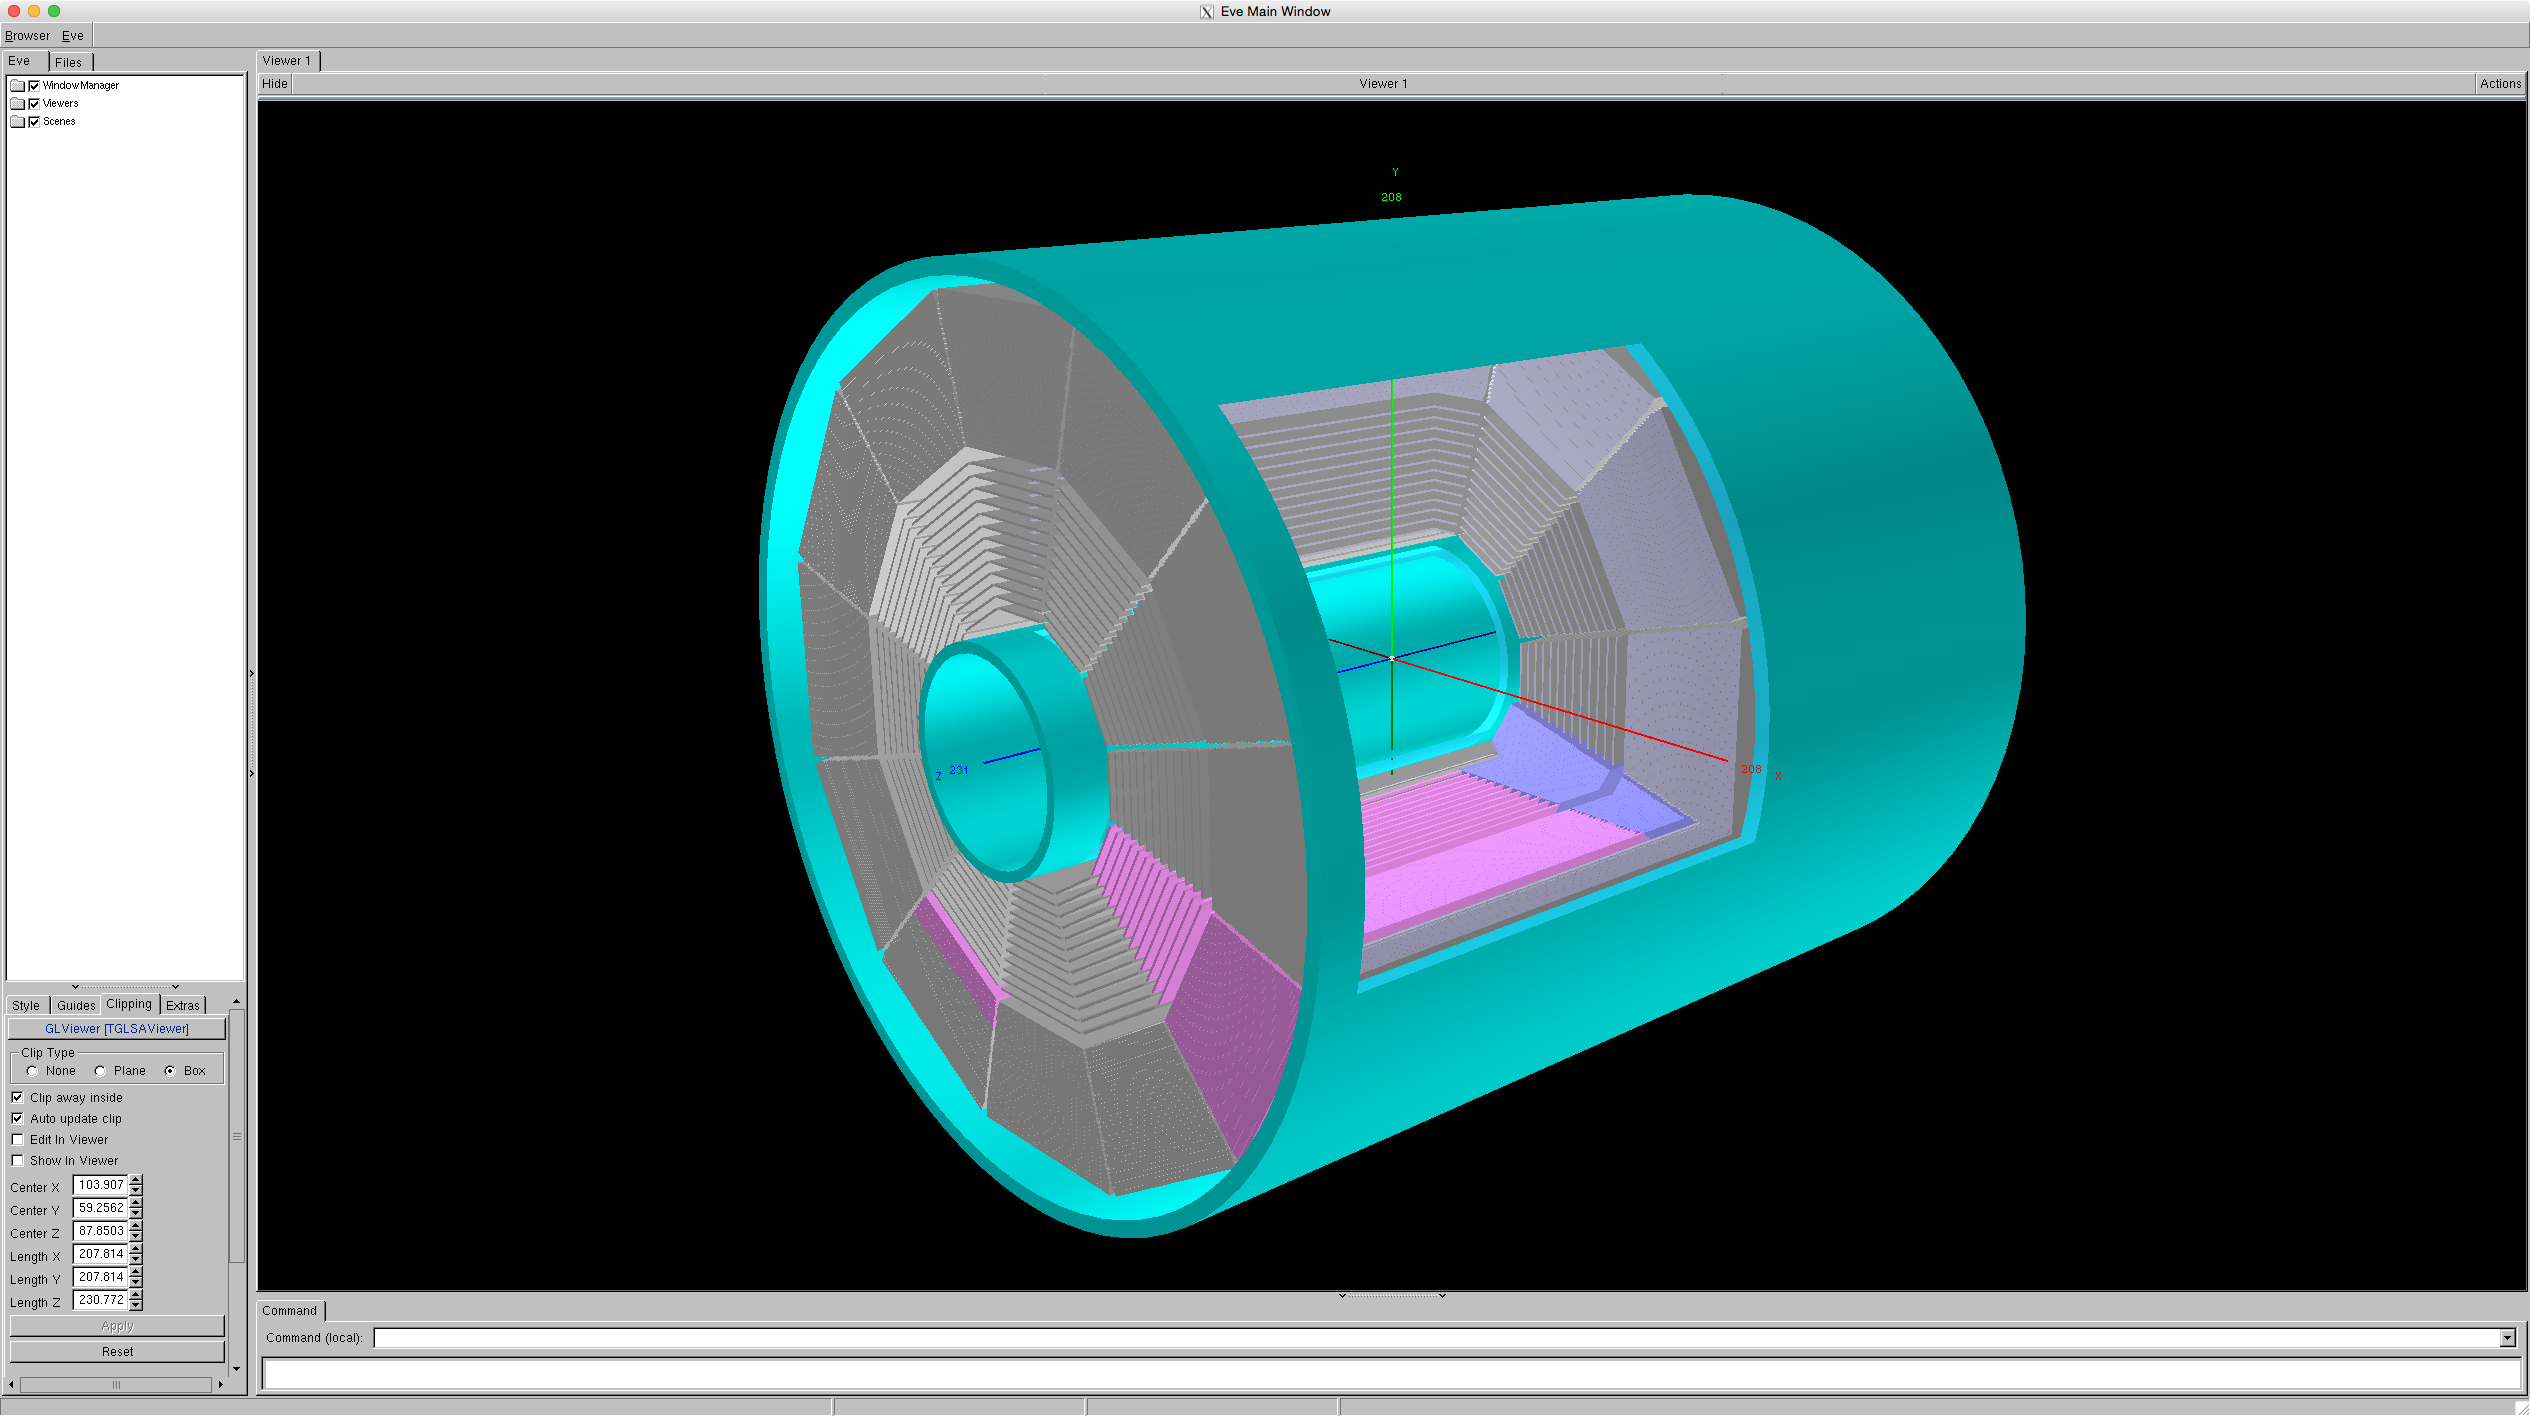 Eve Main Window
Browser Eve
Eve Files
WindowManager
Viewers
Scenes
Viewer 1
Hide Viewer 1 Actions
Y
208
Z 231
208 X
Style Guides Clipping Extras
GLViewer [TGLSAViewer]
Clip Type
None Plane Box
Clip away inside
Auto update clip
Edit In Viewer
Show In Viewer
Center X 103.907
Center Y 59.2562
Center Z 87.8503
Length X 207.814
Length Y 207.814
Length Z 230.772
Apply
Reset
Command
Command (local):